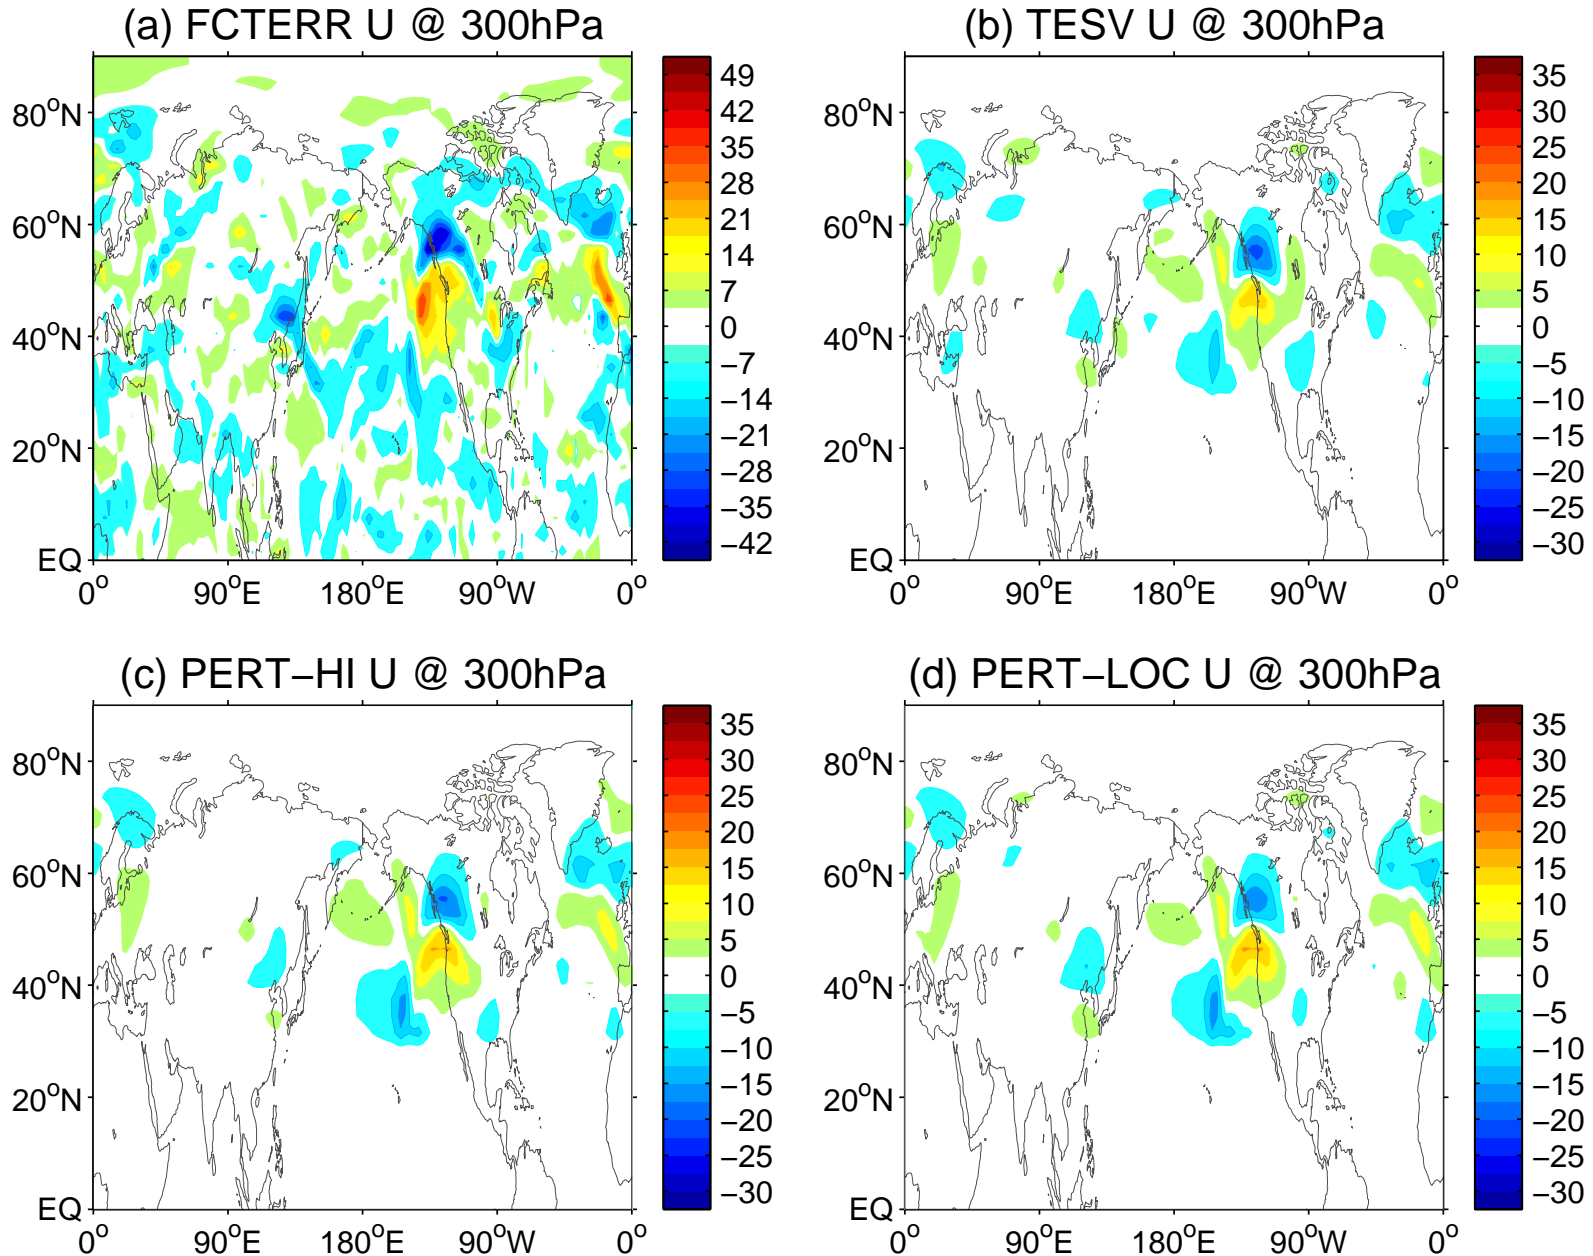 (a) FCTERR U @ 300hPa
80°N
60°N
40°N
20°N
EQ
0° 90°E 180°E 90°W 0°
49
42
35
28
21
14
7
0
−7
−14
−21
−28
−35
−42
(b) TESV U @ 300hPa
80°N
60°N
40°N
20°N
EQ
0° 90°E 180°E 90°W 0°
35
30
25
20
15
10
5
0
−5
−10
−15
−20
−25
−30
(c) PERT−HI U @ 300hPa
80°N
60°N
40°N
20°N
EQ
0° 90°E 180°E 90°W 0°
35
30
25
20
15
10
5
0
−5
−10
−15
−20
−25
−30
(d) PERT−LOC U @ 300hPa
80°N
60°N
40°N
20°N
EQ
0° 90°E 180°E 90°W 0°
35
30
25
20
15
10
5
0
−5
−10
−15
−20
−25
−30